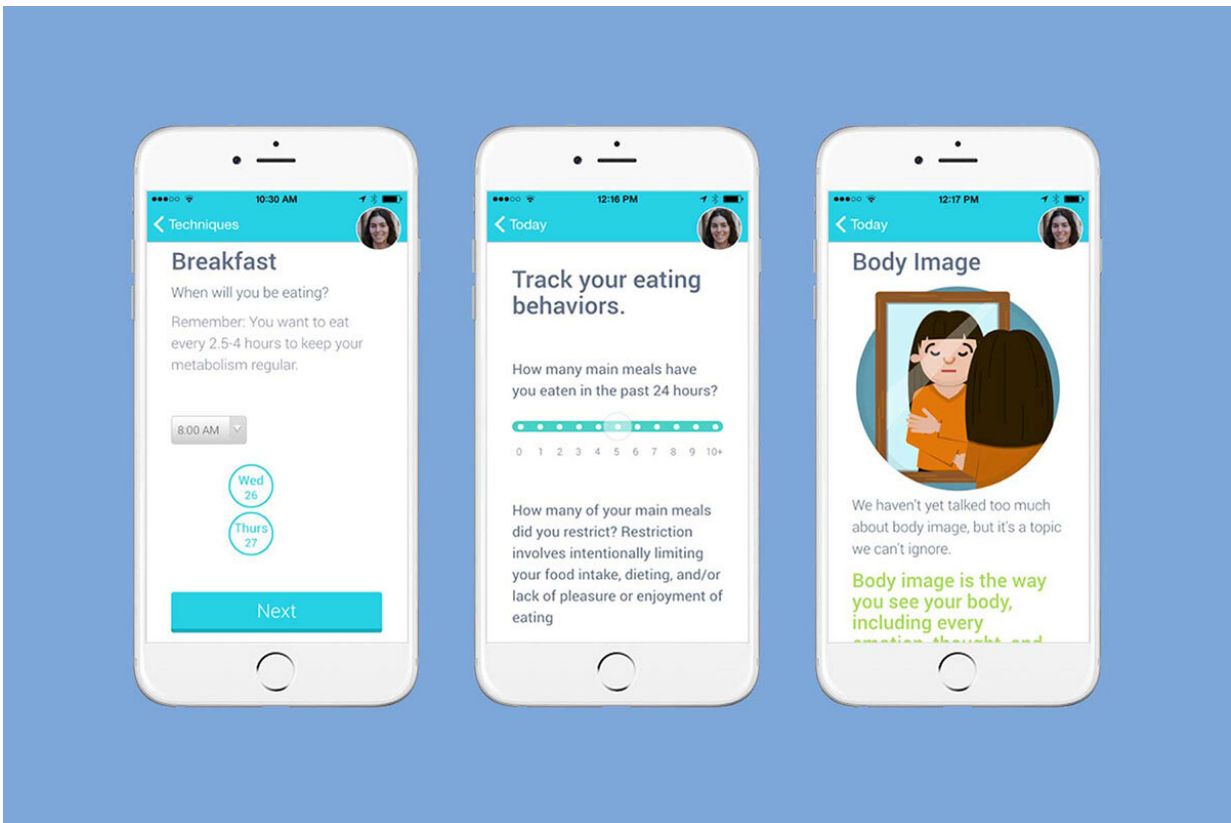 10:30 AM
Techniques
Breakfast
When will you be eating?
Remember: You want to eat
every 2.5-4 hours to keep your
metabolism regular.
8:00 AM
Wed
26
Thurs
27
Next
12:16 PM
Today
Track your eating
behaviors.
How many main meals have
you eaten in the past 24 hours?
0 1 2 3 4 5 6 7 8 9 10+
How many of your main meals
did you restrict? Restriction
involves intentionally limiting
your food intake, dieting, and/or
lack of pleasure or enjoyment of
eating
12:17 PM
Today
Body Image
We haven't yet talked too much
about body image, but it's a topic
we can't ignore.
Body image is the way
you see your body,
including every
emotion, thought, and